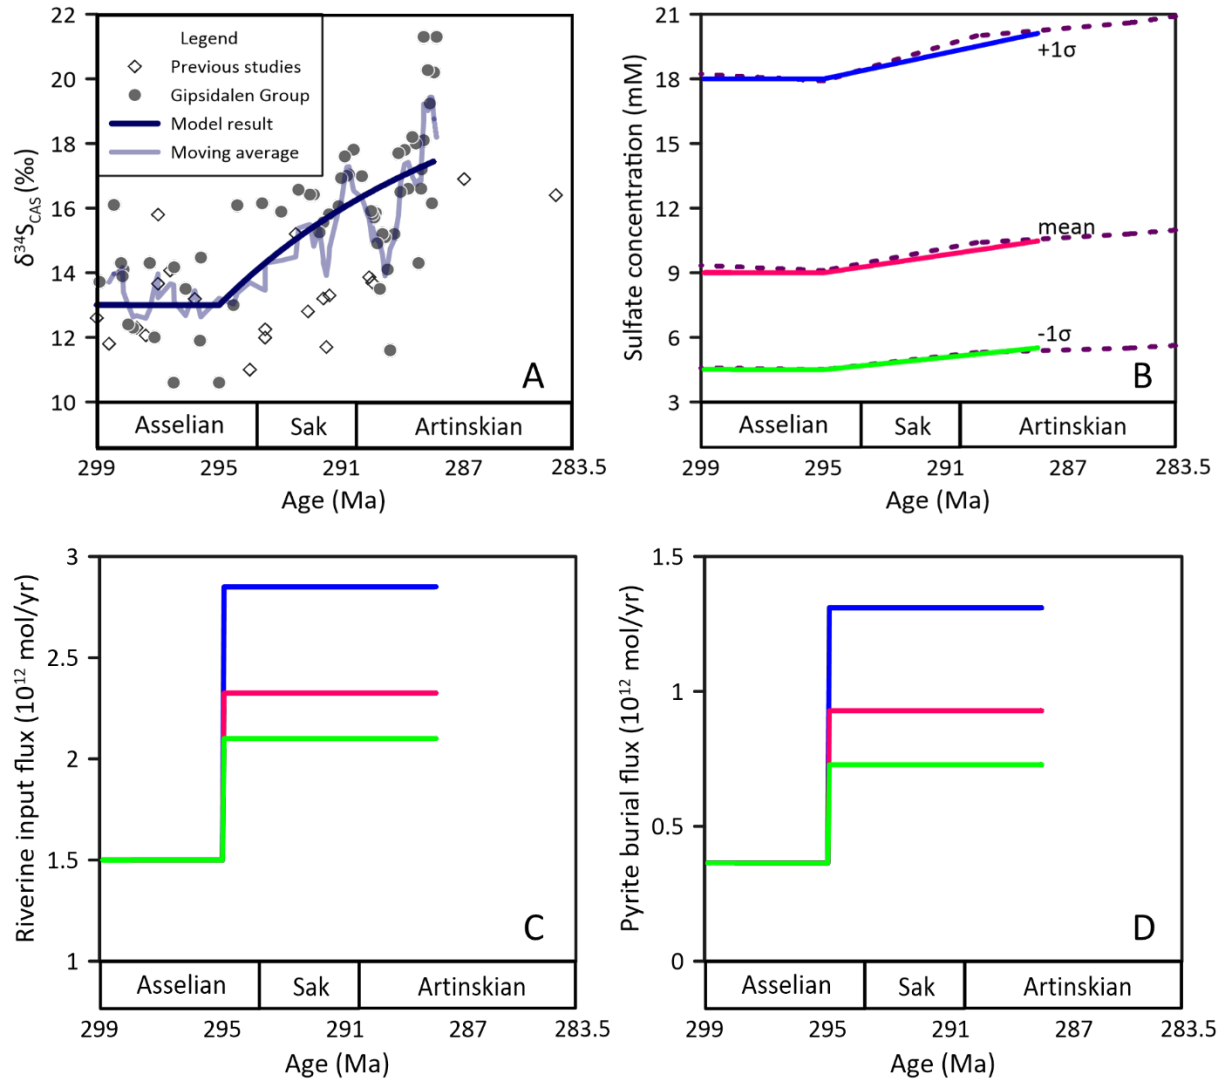 22
20
18
16
14
12
10
δ³⁴S_CAS (‰)
Legend
Previous studies
Gipsidalen Group
Model result
Moving average
A
Asselian
Sak
Artinskian
299
295
291
287
283.5
Age (Ma)
21
18
15
12
9
6
3
Sulfate concentration (mM)
+1σ
mean
-1σ
B
Asselian
Sak
Artinskian
299
295
291
287
283.5
Age (Ma)
3
2.5
2
1.5
1
Riverine input flux (10¹² mol/yr)
C
Asselian
Sak
Artinskian
299
295
291
287
283.5
Age (Ma)
1.5
1
0.5
0
Pyrite burial flux (10¹² mol/yr)
D
Asselian
Sak
Artinskian
299
295
291
287
283.5
Age (Ma)